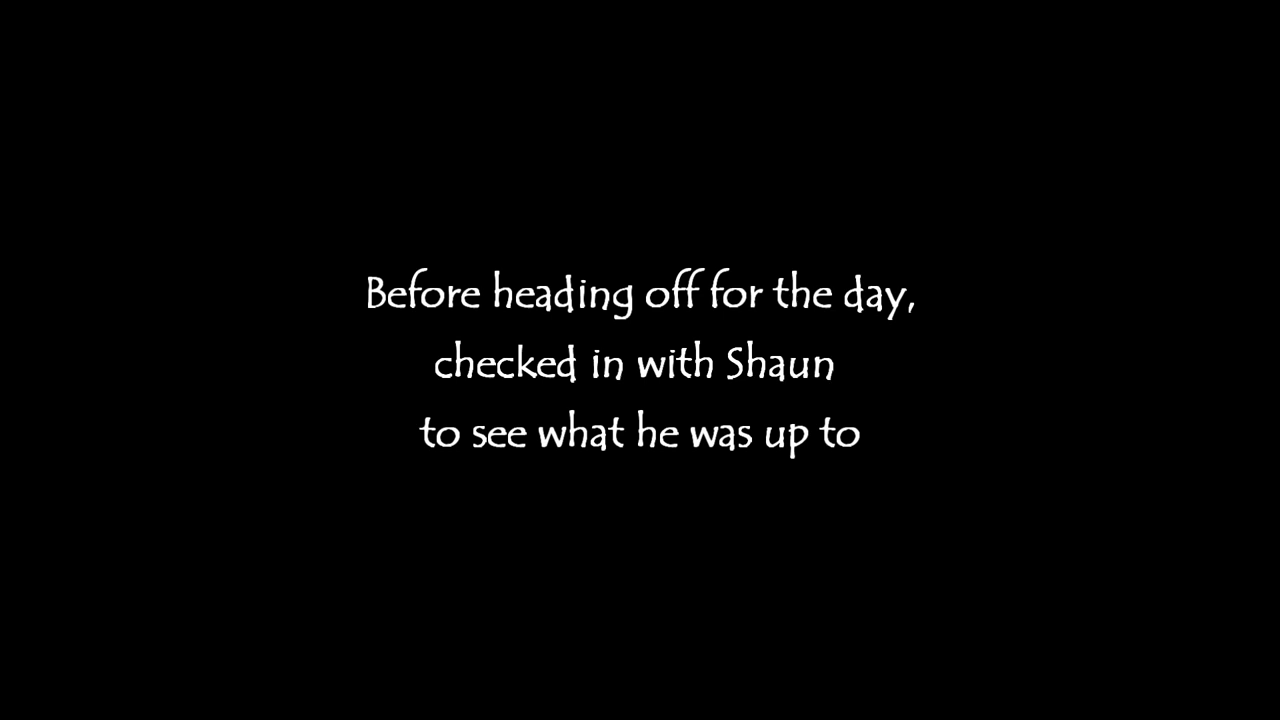 Before heading off for the day,
checked in with Shaun
to see what he was up to